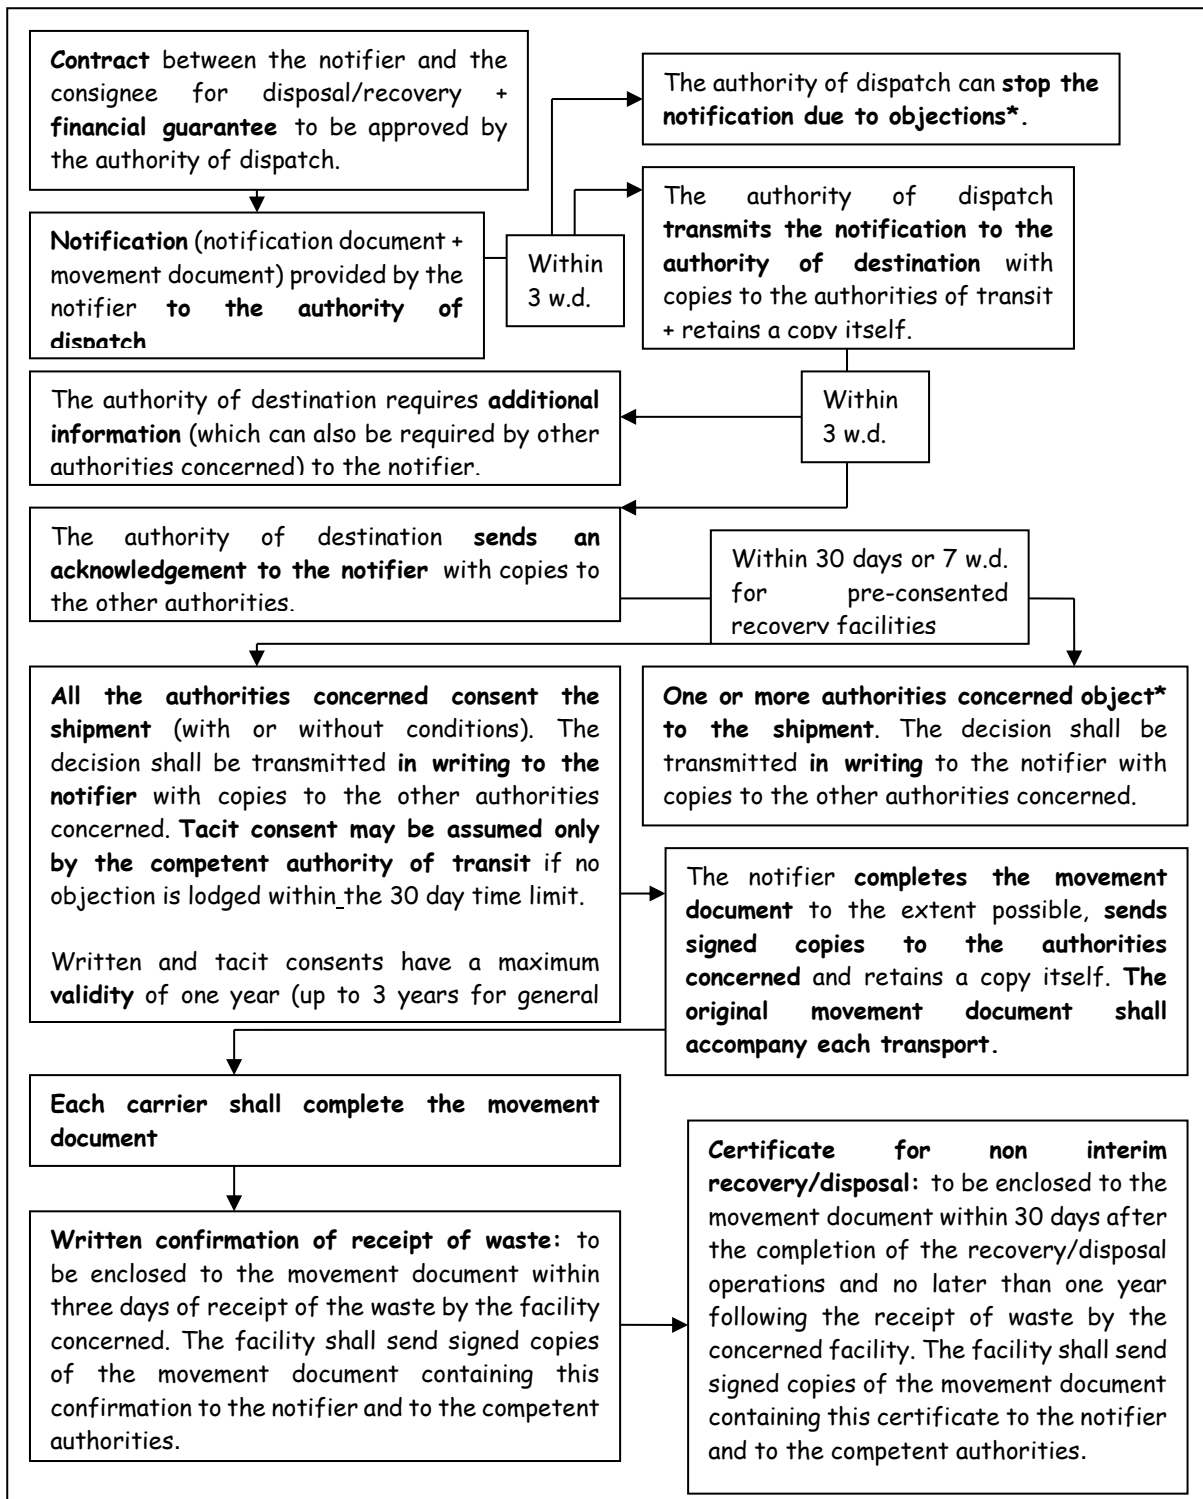 Contract between the notifier and the
consignee for disposal/recovery +
financial guarantee to be approved by
the authority of dispatch.
The authority of dispatch can stop the
notification due to objections*.
Notification (notification document +
movement document) provided by the
notifier to the authority of
dispatch
Within
3 w.d.
The authority of dispatch
transmits the notification to the
authority of destination with
copies to the authorities of transit
+ retains a copy itself.
The authority of destination requires additional
information (which can also be required by other
authorities concerned) to the notifier.
Within
3 w.d.
The authority of destination sends an
acknowledgement to the notifier with copies to
the other authorities.
Within 30 days or 7 w.d.
for pre-consented
recovery facilities
All the authorities concerned consent the
shipment (with or without conditions). The
decision shall be transmitted in writing to the
notifier with copies to the other authorities
concerned. Tacit consent may be assumed only
by the competent authority of transit if no
objection is lodged within the 30 day time limit.
Written and tacit consents have a maximum
validity of one year (up to 3 years for general
One or more authorities concerned object*
to the shipment. The decision shall be
transmitted in writing to the notifier with
copies to the other authorities concerned.
The notifier completes the movement
document to the extent possible, sends
signed copies to the authorities
concerned and retains a copy itself. The
original movement document shall
accompany each transport.
Each carrier shall complete the movement
document
Written confirmation of receipt of waste: to
be enclosed to the movement document within
three days of receipt of the waste by the facility
concerned. The facility shall send signed copies
of the movement document containing this
confirmation to the notifier and to the competent
authorities.
Certificate for non interim
recovery/disposal: to be enclosed to the
movement document within 30 days after
the completion of the recovery/disposal
operations and no later than one year
following the receipt of waste by the
concerned facility. The facility shall send
signed copies of the movement document
containing this certificate to the notifier
and to the competent authorities.